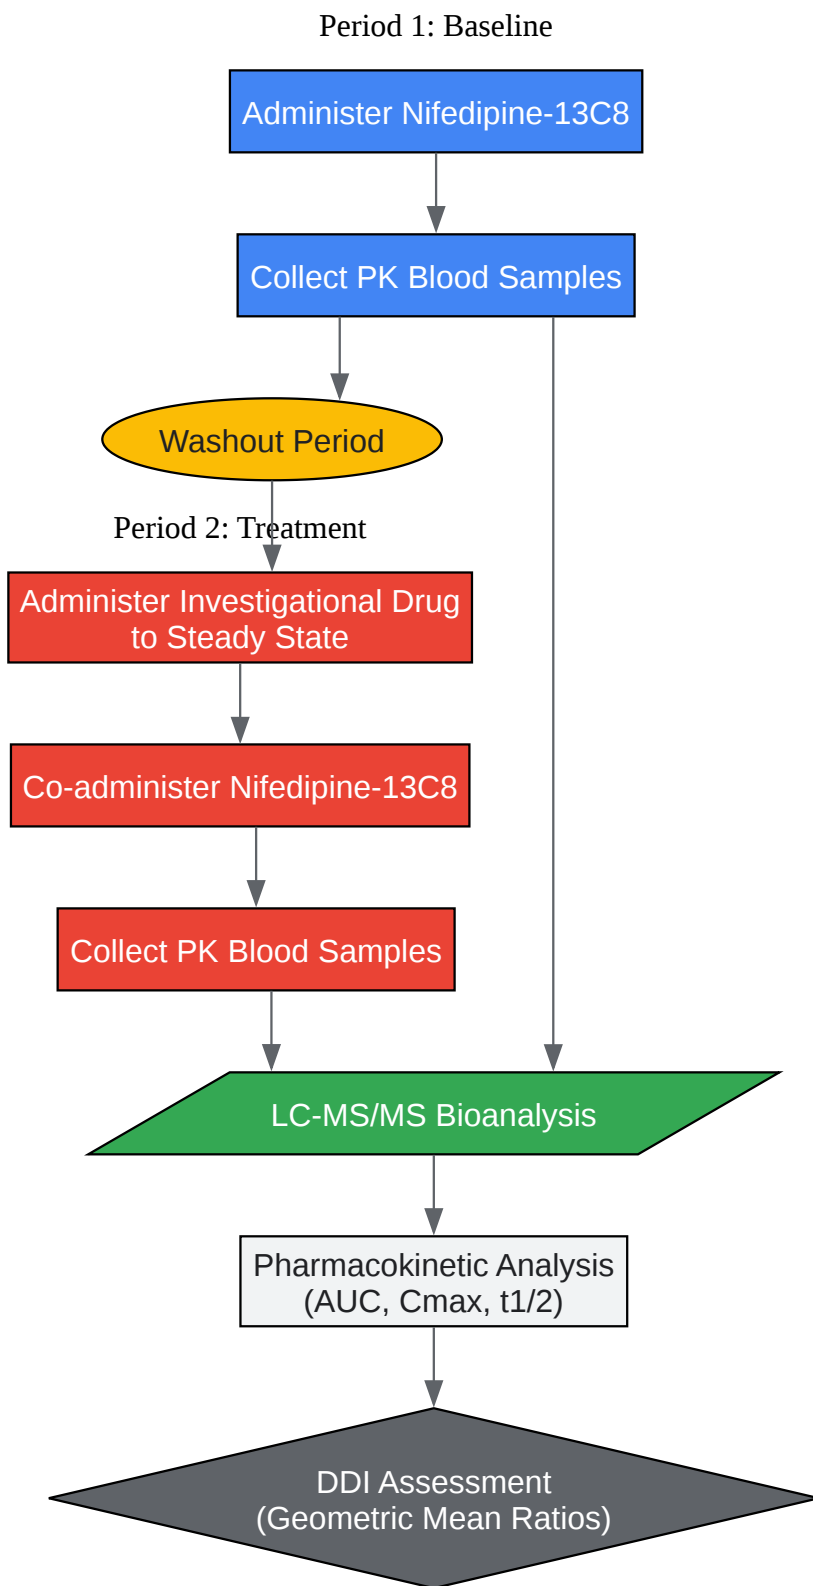 Period 1: Baseline
Administer Nifedipine-13C8
Collect PK Blood Samples
Washout Period
Period 2: Treatment
Administer Investigational Drug
to Steady State
Co-administer Nifedipine-13C8
Collect PK Blood Samples
LC-MS/MS Bioanalysis
Pharmacokinetic Analysis
(AUC, Cmax, t1/2)
DDI Assessment
(Geometric Mean Ratios)